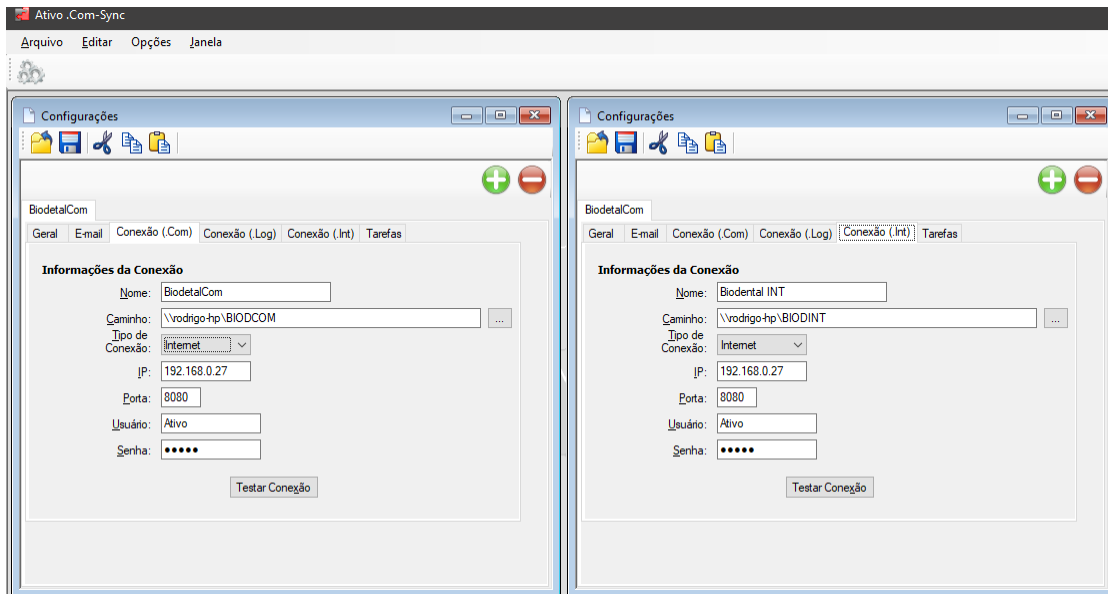 Ativo .Com-Sync
Arquivo Editar Opções Janela
Configurações
BiodetalCom
Geral E-mail Conexão (.Com) Conexão (.Log) Conexão (.Int) Tarefas
Informações da Conexão
Nome: BiodetalCom
Caminho: \\rodrigo-hp\BIODCOM ...
Tipo de
Conexão: Internet
IP: 192.168.0.27
Porta: 8080
Usuário: Ativo
Senha: •••••
Testar Conexão
Configurações
BiodetalCom
Geral E-mail Conexão (.Com) Conexão (.Log) Conexão (.Int) Tarefas
Informações da Conexão
Nome: Biodental INT
Caminho: \\rodrigo-hp\BIODINT ...
Tipo de
Conexão: Internet
IP: 192.168.0.27
Porta: 8080
Usuário: Ativo
Senha: •••••
Testar Conexão